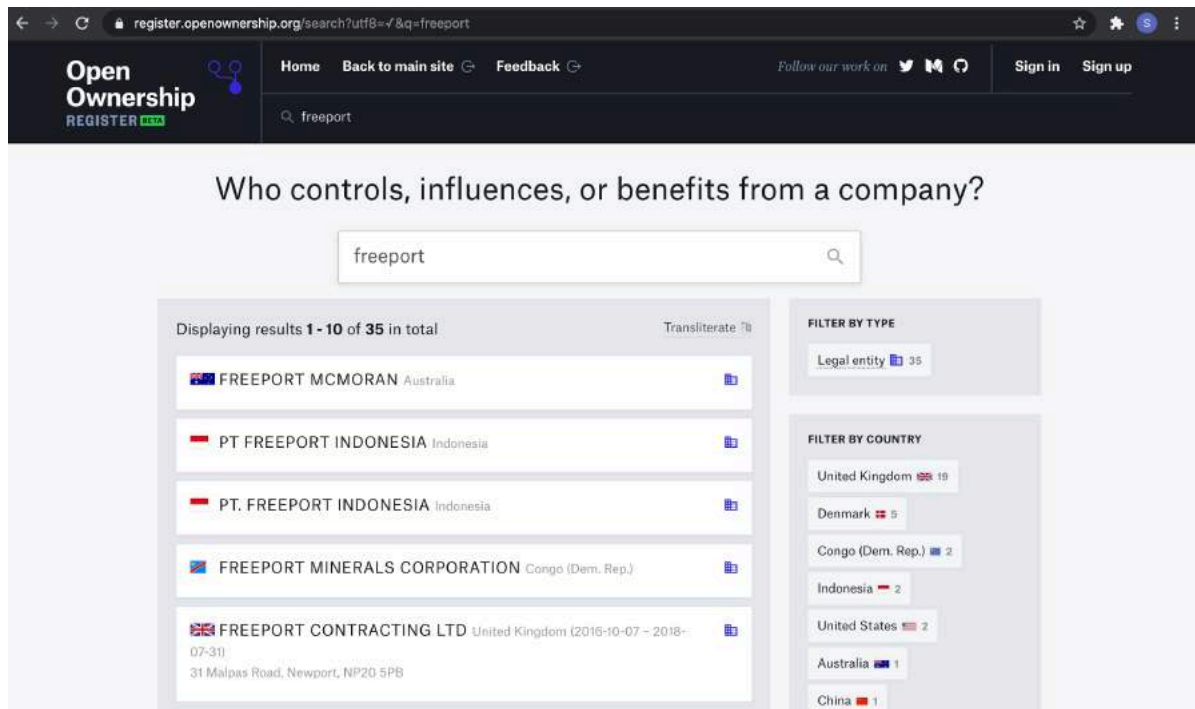 register.openownership.org/search?utf8=✓&q=freeport
S
Open
Ownership
REGISTER BETA
Home Back to main site Feedback
Follow our work on
Sign in Sign up
freeport
Who controls, influences, or benefits from a company?
freeport
Displaying results 1 - 10 of 35 in total
Transliterate
FREEPORT MCMORAN Australia
PT FREEPORT INDONESIA Indonesia
PT. FREEPORT INDONESIA Indonesia
FREEPORT MINERALS CORPORATION Congo (Dem. Rep.)
FREEPORT CONTRACTING LTD United Kingdom (2016-10-07 – 2018-
07-31)
31 Malpas Road, Newport, NP20 5PB
FILTER BY TYPE
Legal entity 35
FILTER BY COUNTRY
United Kingdom 19
Denmark 5
Congo (Dem. Rep.) 2
Indonesia 2
United States 2
Australia 1
China 1